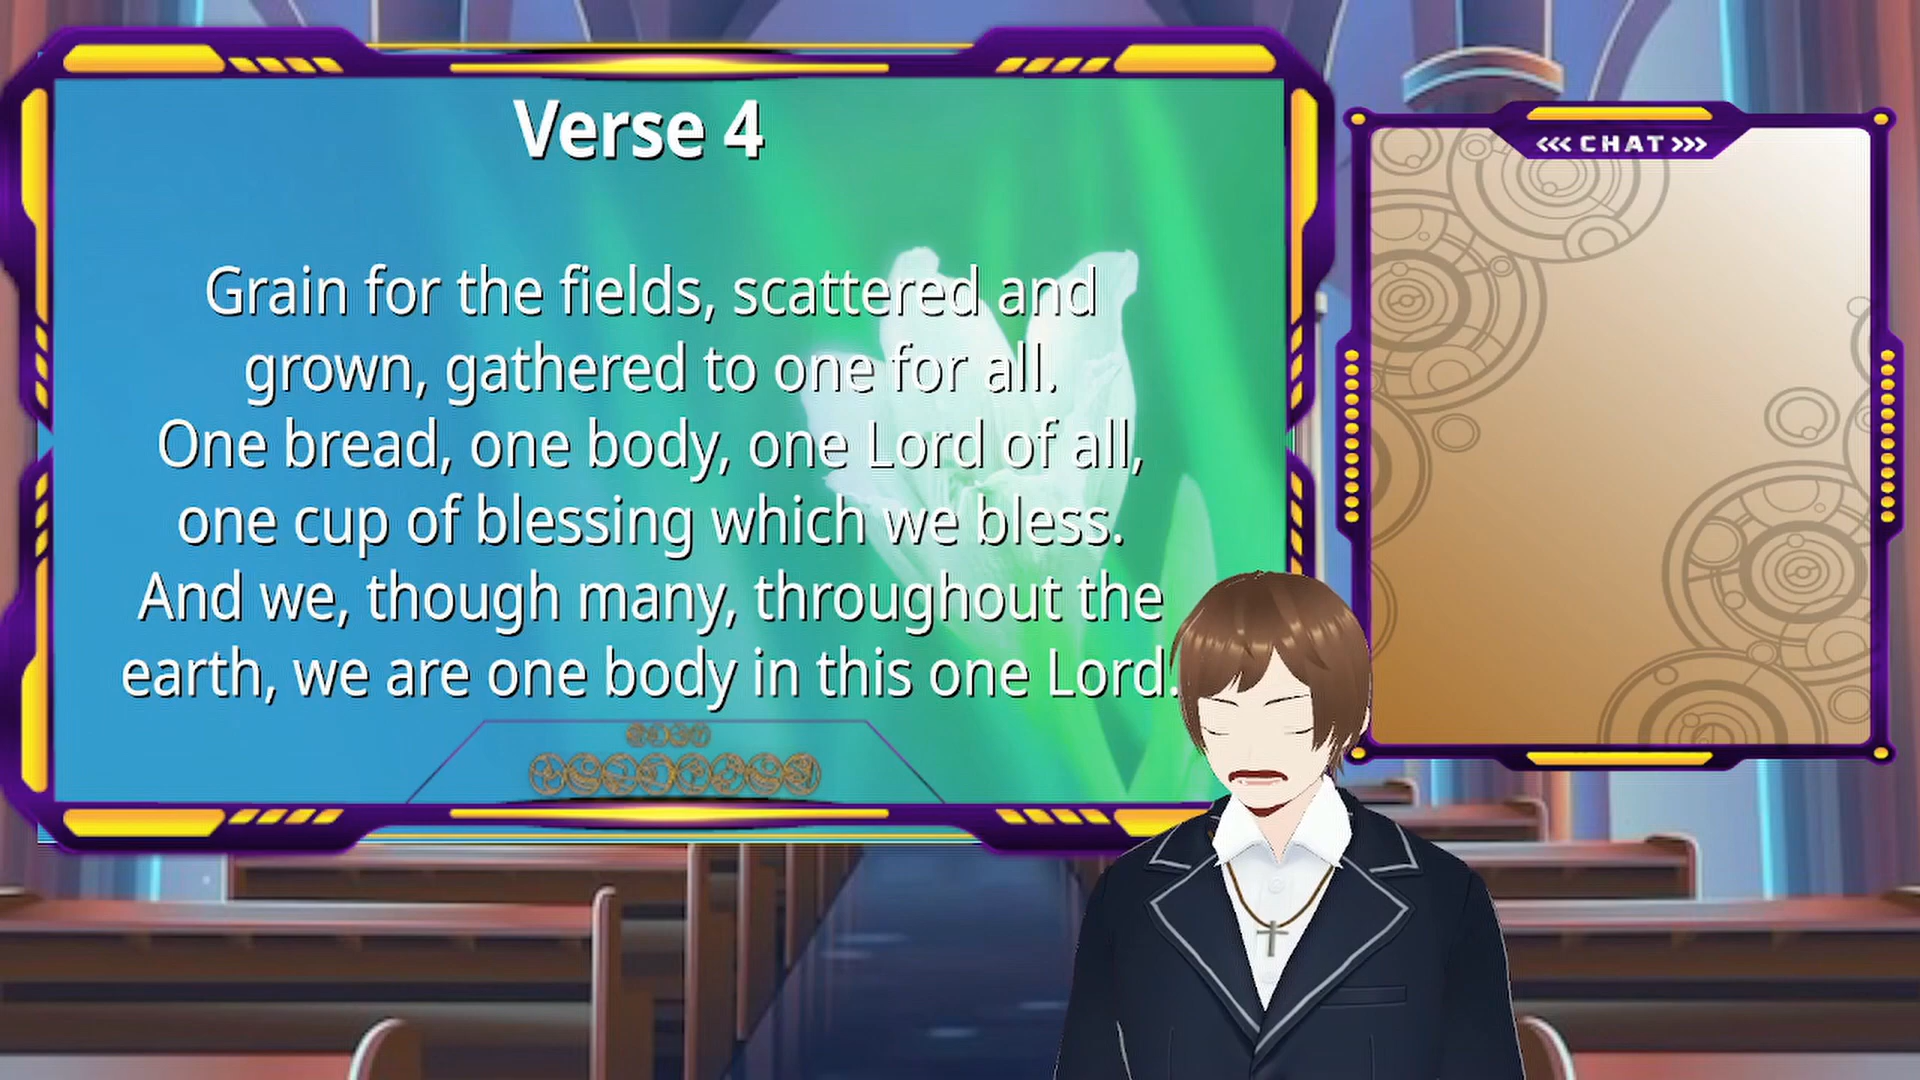 Verse 4
Grain for the fields, scattered and
grown, gathered to one for all.
One bread, one body, one Lord of all,
one cup of blessing which we bless.
And we, though many, throughout the
earth, we are one body in this one Lord.
<<< CHAT >>>